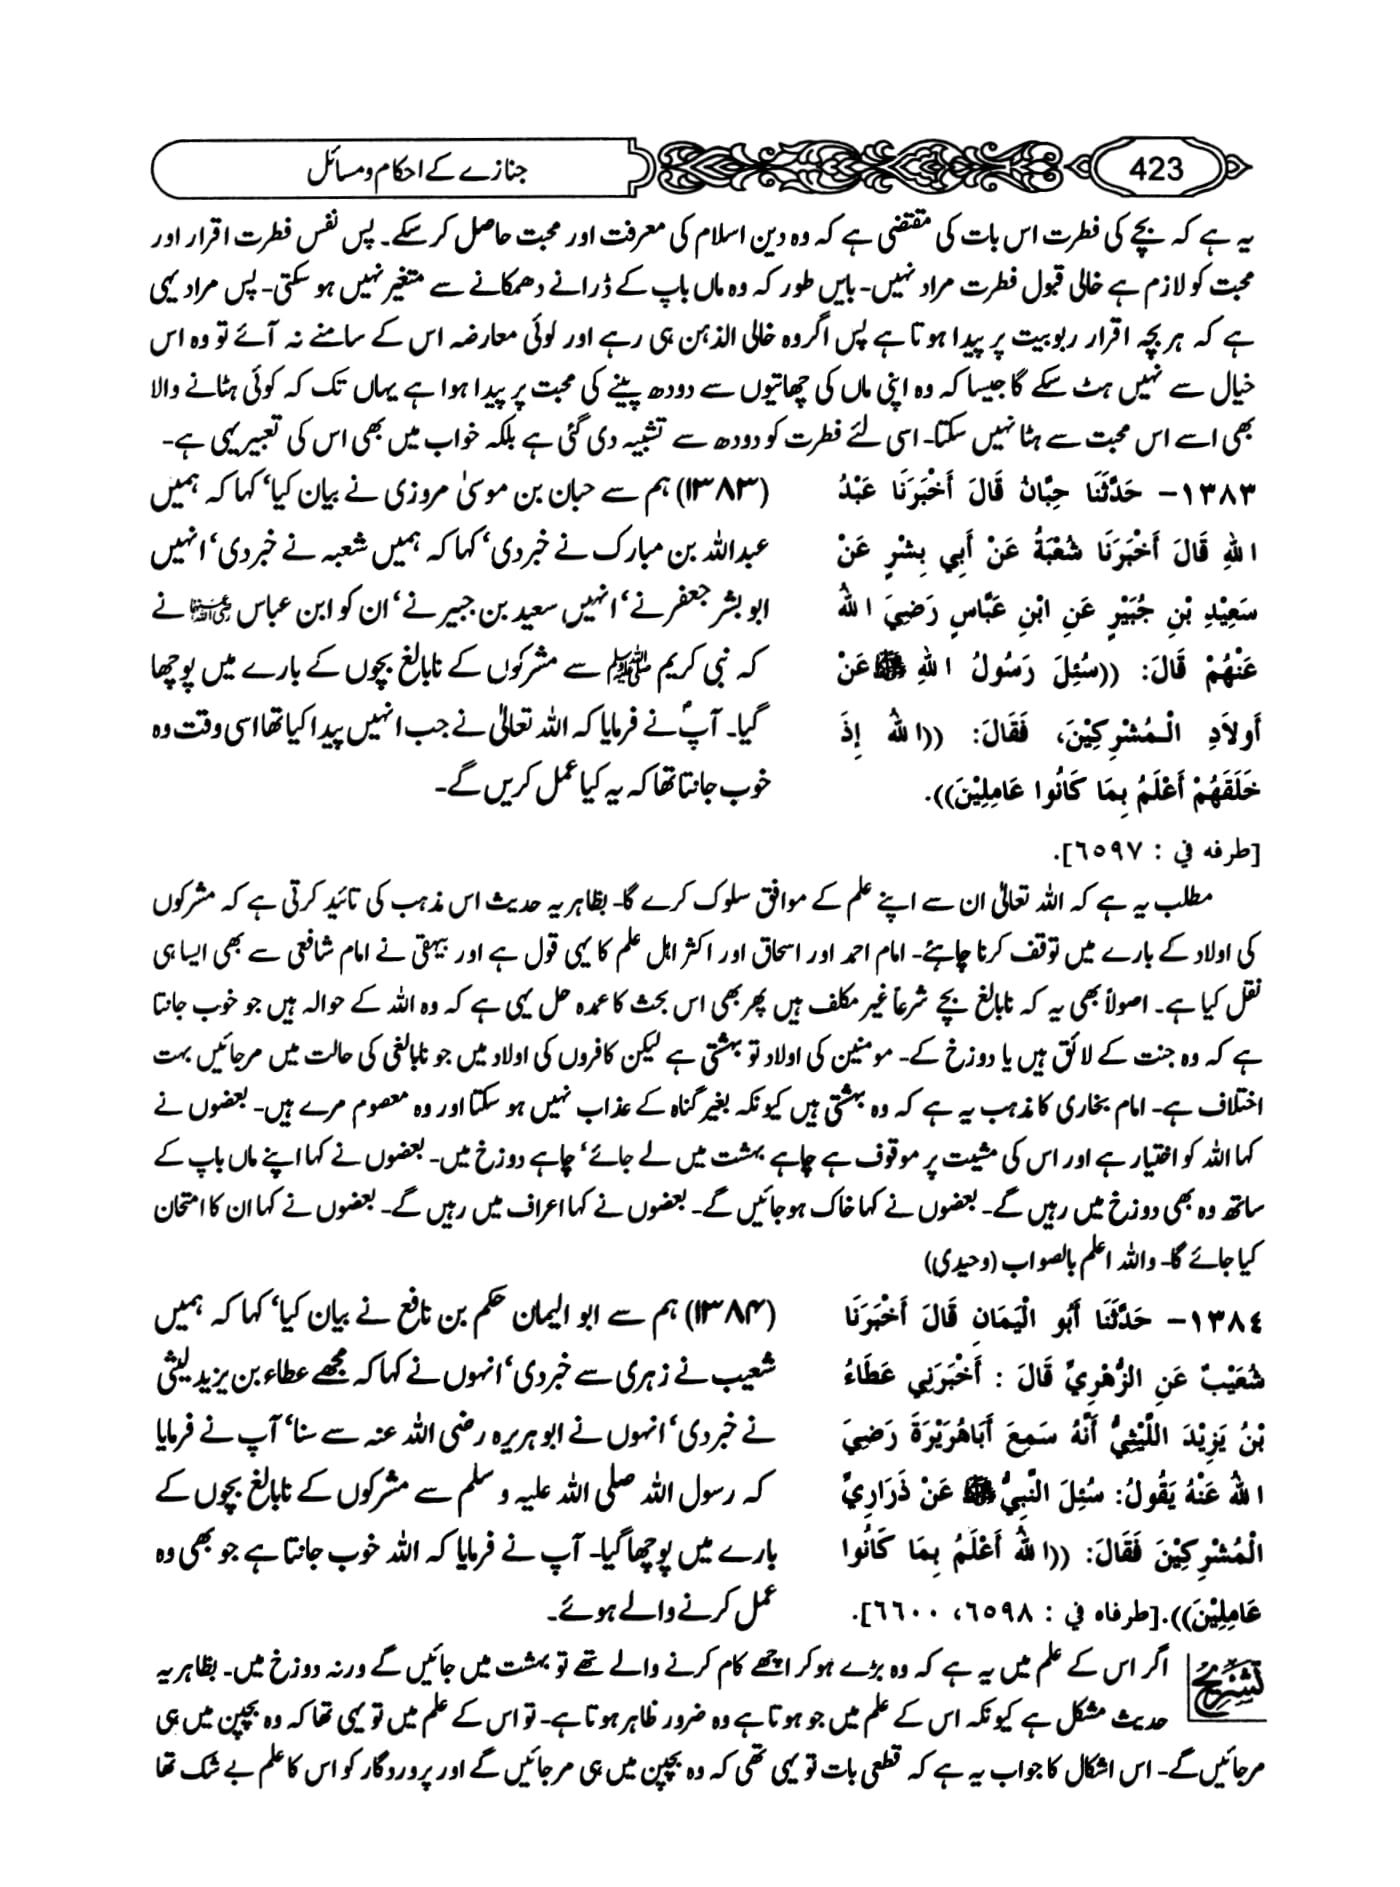 423
جنازے کے احکام و مسائل
یہ ہے کہ بچے کی فطرت اس بات کی مقتضی ہے کہ وہ دین اسلام کی معرفت اور محبت حاصل کر سکے۔ پس نفس فطرت اقرار اور
محبت کو لازم ہے خالی قبول فطرت مراد نہیں۔ بایں طور کہ وہ ماں باپ کے ڈرانے دھمکانے سے متغیر نہیں ہو سکتی۔ پس مراد یہی
ہے کہ ہر بچہ اقرار ربوبیت پر پیدا ہوتا ہے پس اگر وہ خالی الذہن ہی رہے اور کوئی معارضہ اس کے سامنے نہ آئے تو وہ اس
خیال سے نہیں ہٹ سکے گا جیسا کہ وہ اپنی ماں کی چھاتیوں سے دودھ پینے کی محبت پر پیدا ہوا ہے یہاں تک کہ کوئی ہٹانے والا
بھی اسے اس محبت سے ہٹا نہیں سکتا۔ اسی لئے فطرت کو دودھ سے تشبیہ دی گئی ہے بلکہ خواب میں بھی اس کی تعبیر یہی ہے۔
١٣٨٣- حَدَّثَنَا حِبَّانُ قَالَ أَخْبَرَنَا عَبْدُ
اللهِ قَالَ أَخْبَرَنَا شُعْبَةُ عَنْ أَبِي بِشْرٍ عَنْ
سَعِيْدِ بْنِ جُبَيْرٍ عَنِ ابْنِ عَبَّاسٍ رَضِيَ اللهُ
عَنْهُمْ قَالَ: ((سُئِلَ رَسُولُ اللهِ ﷺ عَنْ
أَولاَدِ الْـمُشْرِكِيْنَ، فَقَالَ: ((اللهُ إِذَ
خَلَقَهُمْ أَعْلَمُ بِمَا كَانُوا عَامِلِيْنَ)).
[طرفه في : ٦٥٩٧].
(۱۳۸۳) ہم سے حبان بن موسیٰ مروزی نے بیان کیا‘ کہا کہ ہمیں
عبداللہ بن مبارک نے خبر دی‘ کہا کہ ہمیں شعبہ نے خبر دی‘ انہیں
ابوبشر جعفر نے‘ انہیں سعید بن جبیر نے‘ ان کو ابن عباس رضی اللہ عنہما نے
کہ نبی کریم ﷺ سے مشرکوں کے نابالغ بچوں کے بارے میں پوچھا
گیا۔ آپؐ نے فرمایا کہ اللہ تعالیٰ نے جب انہیں پیدا کیا تھا اسی وقت وہ
خوب جانتا تھا کہ یہ کیا عمل کریں گے۔
مطلب یہ ہے کہ اللہ تعالیٰ ان سے اپنے علم کے موافق سلوک کرے گا۔ بظاہر یہ حدیث اس مذہب کی تائید کرتی ہے کہ مشرکوں
کی اولاد کے بارے میں توقف کرنا چاہئے۔ امام احمد اور اسحاق اور اکثر اہل علم کا یہی قول ہے اور بیہقی نے امام شافعی سے بھی ایسا ہی
نقل کیا ہے۔ اصولاً بھی یہ کہ نابالغ بچے شرعاً غیر مکلف ہیں پھر بھی اس بحث کا عمدہ حل یہی ہے کہ وہ اللہ کے حوالہ ہیں جو خوب جانتا
ہے کہ وہ جنت کے لائق ہیں یا دوزخ کے۔ مومنین کی اولاد تو بہشتی ہے لیکن کافروں کی اولاد میں جو نابالغی کی حالت میں مرجائیں بہت
اختلاف ہے۔ امام بخاری کا مذہب یہ ہے کہ وہ بہشتی ہیں کیونکہ بغیر گناہ کے عذاب نہیں ہو سکتا اور وہ معصوم مرے ہیں۔ بعضوں نے
کہا اللہ کو اختیار ہے اور اس کی مشیت پر موقوف ہے چاہے بہشت میں لے جائے‘ چاہے دوزخ میں۔ بعضوں نے کہا اپنے ماں باپ کے
ساتھ وہ بھی دوزخ میں رہیں گے۔ بعضوں نے کہا خاک ہو جائیں گے۔ بعضوں نے کہا اعراف میں رہیں گے۔ بعضوں نے کہا ان کا امتحان
کیا جائے گا۔ واللہ اعلم بالصواب (وحیدی)
١٣٨٤- حَدَّثَنَا أَبُو الْيَمَانِ قَالَ أَخْبَرَنَا
شُعَيْبٌ عَنِ الزُّهْرِيِّ قَالَ : أَخْبَرَنِي عَطَاءُ
بْنُ يَزِيْدَ اللَّيْثِيُّ أَنَّهُ سَمِعَ أَبَاهُرَيْرَةَ رَضِيَ
اللهُ عَنْهُ يَقُولُ: سُئِلَ النَّبِيُّ ﷺ عَنْ ذَرَارِيِّ
الْمُشْرِكِيْنَ فَقَالَ: ((اللهُ أَعْلَمُ بِمَا كَانُوا
عَامِلِيْنَ)).[طرفاه في : ٦٥٩٨، ٦٦٠٠].
(۱۳۸۴) ہم سے ابو الیمان حکم بن نافع نے بیان کیا‘ کہا کہ ہمیں
شعیب نے زہری سے خبر دی‘ انہوں نے کہا کہ مجھے عطاء بن یزید لیثی
نے خبر دی‘ انہوں نے ابو ہریرہ رضی اللہ عنہ سے سنا‘ آپ نے فرمایا
کہ رسول اللہ صلی اللہ علیہ و سلم سے مشرکوں کے نابالغ بچوں کے
بارے میں پوچھا گیا۔ آپ نے فرمایا کہ اللہ خوب جانتا ہے جو بھی وہ
عمل کرنے والے ہوئے۔
تشریح
اگر اس کے علم میں یہ ہے کہ وہ بڑے ہو کر اچھے کام کرنے والے تھے تو بہشت میں جائیں گے ورنہ دوزخ میں۔ بظاہر یہ
حدیث مشکل ہے کیونکہ اس کے علم میں جو ہوتا ہے وہ ضرور ظاہر ہوتا ہے۔ تو اس کے علم میں تو یہی تھا کہ وہ بچپن میں ہی
مرجائیں گے۔ اس اشکال کا جواب یہ ہے کہ قطعی بات تو یہی تھی کہ وہ بچپن میں ہی مرجائیں گے اور پروردگار کو اس کا علم بے شک تھا